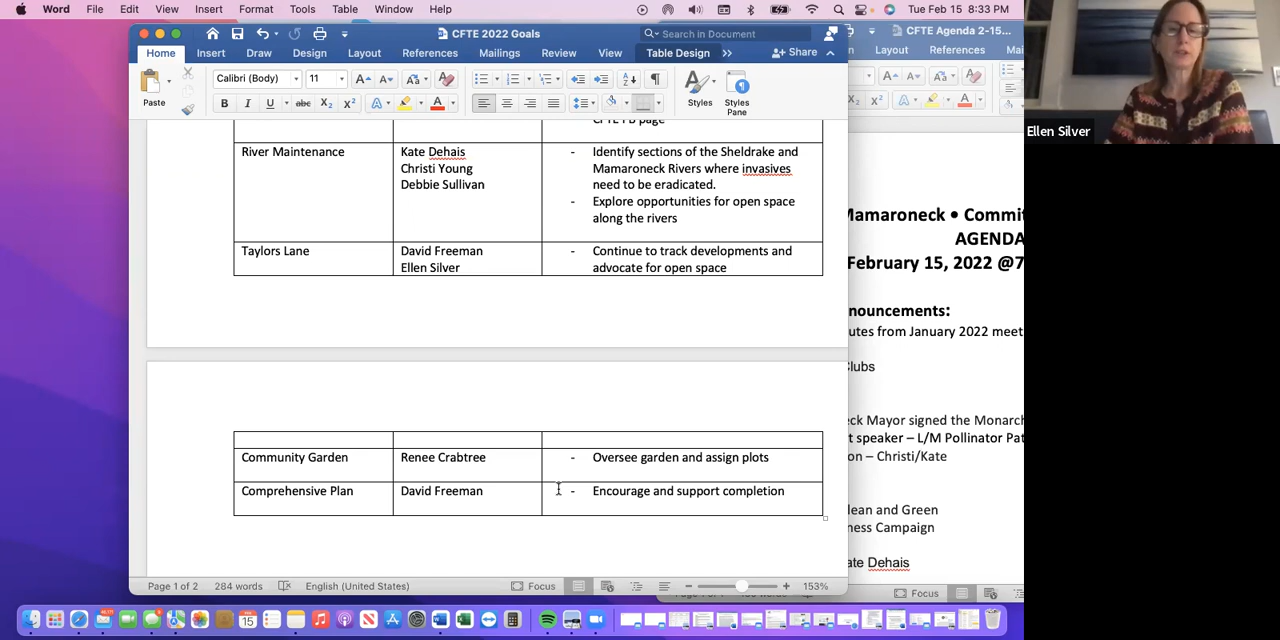 Word File Edit View Insert Format Tools Table Window Help Tue Feb 15 8:33 PM
CFTE 2022 Goals
Search in Document
CFTE Agenda 2-15...
Home Insert Draw Design Layout References Mailings Review View Table Design Share
Layout References Mai
Calibri (Body) 11
Paste
Styles Styles Pane
CFTE FB page
River Maintenance
Kate Dehais
Christi Young
Debbie Sullivan
- Identify sections of the Sheldrake and
Mamaroneck Rivers where invasives
need to be eradicated.
- Explore opportunities for open space
along the rivers
Taylors Lane
David Freeman
Ellen Silver
- Continue to track developments and
advocate for open space
Community Garden
Renee Crabtree
- Oversee garden and assign plots
Comprehensive Plan
David Freeman
- Encourage and support completion
Page 1 of 2 284 words English (United States) Focus 153%
Mamaroneck • Commit
AGENDA
February 15, 2022 @7
nouncements:
utes from January 2022 meet
Clubs
eck Mayor signed the Monarch
t speaker – L/M Pollinator Pat
on – Christi/Kate
lean and Green
ness Campaign
ate Dehais
Focus
Ellen Silver